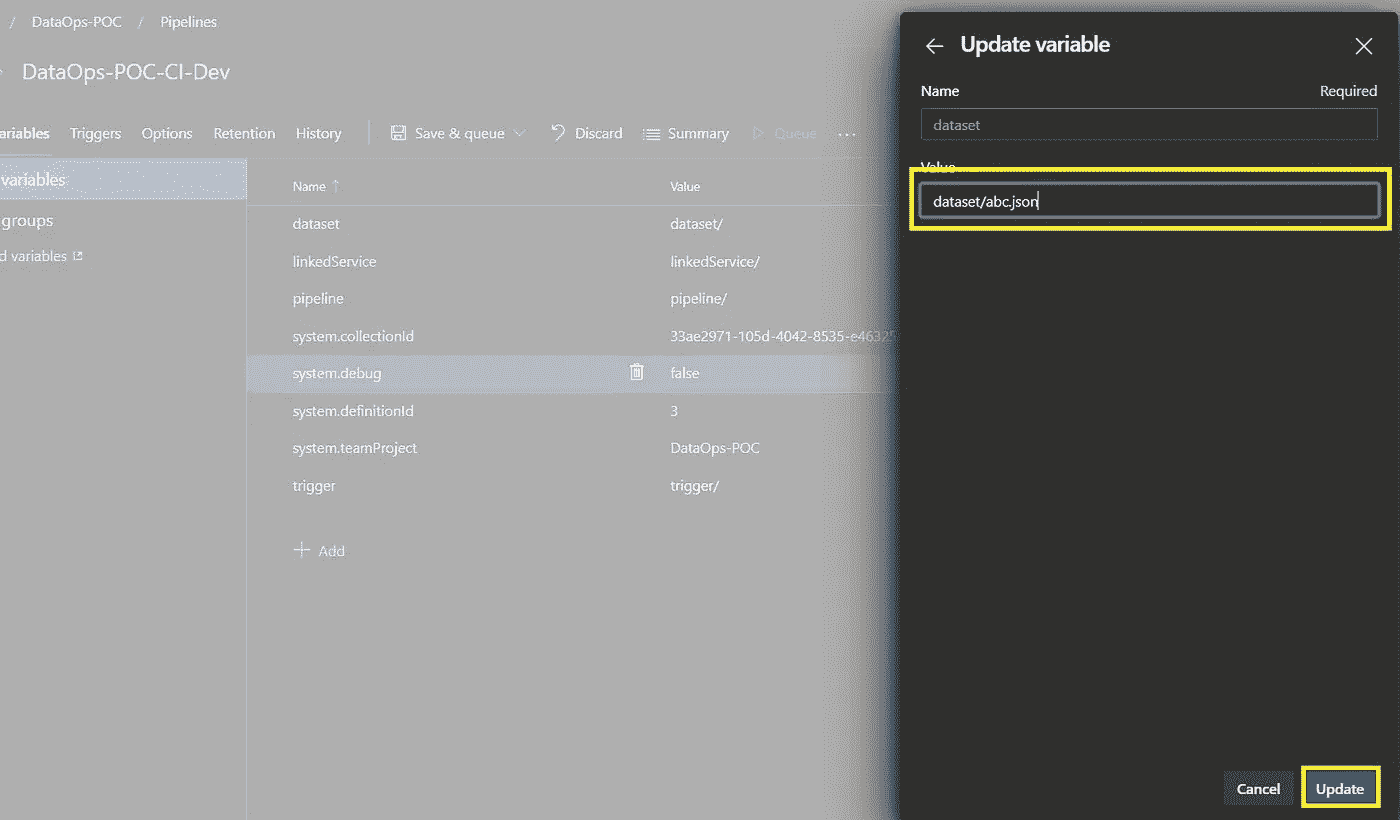 / DataOps-POC / Pipelines
DataOps-POC-CI-Dev
ariables Triggers Options Retention History Save & queue Discard Summary Queue ...
variables
groups
d variables
Name ↑ Value
dataset dataset/
linkedService linkedService/
pipeline pipeline/
system.collectionId 33ae2971-105d-4042-8535-e4632
system.debug false
system.definitionId 3
system.teamProject DataOps-POC
trigger trigger/
+ Add
← Update variable
Name Required
dataset
Value
dataset/abc.json
Cancel Update